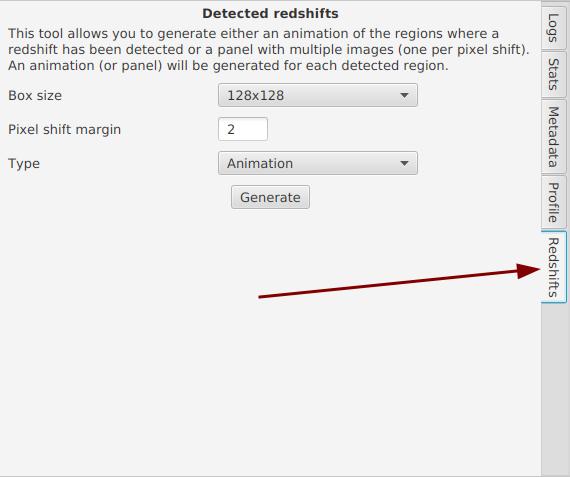 Detected redshifts
This tool allows you to generate either an animation of the regions where a
redshift has been detected or a panel with multiple images (one per pixel shift).
An animation (or panel) will be generated for each detected region.
Box size
128x128
Pixel shift margin
2
Type
Animation
Generate
Logs
Stats
Metadata
Profile
Redshifts